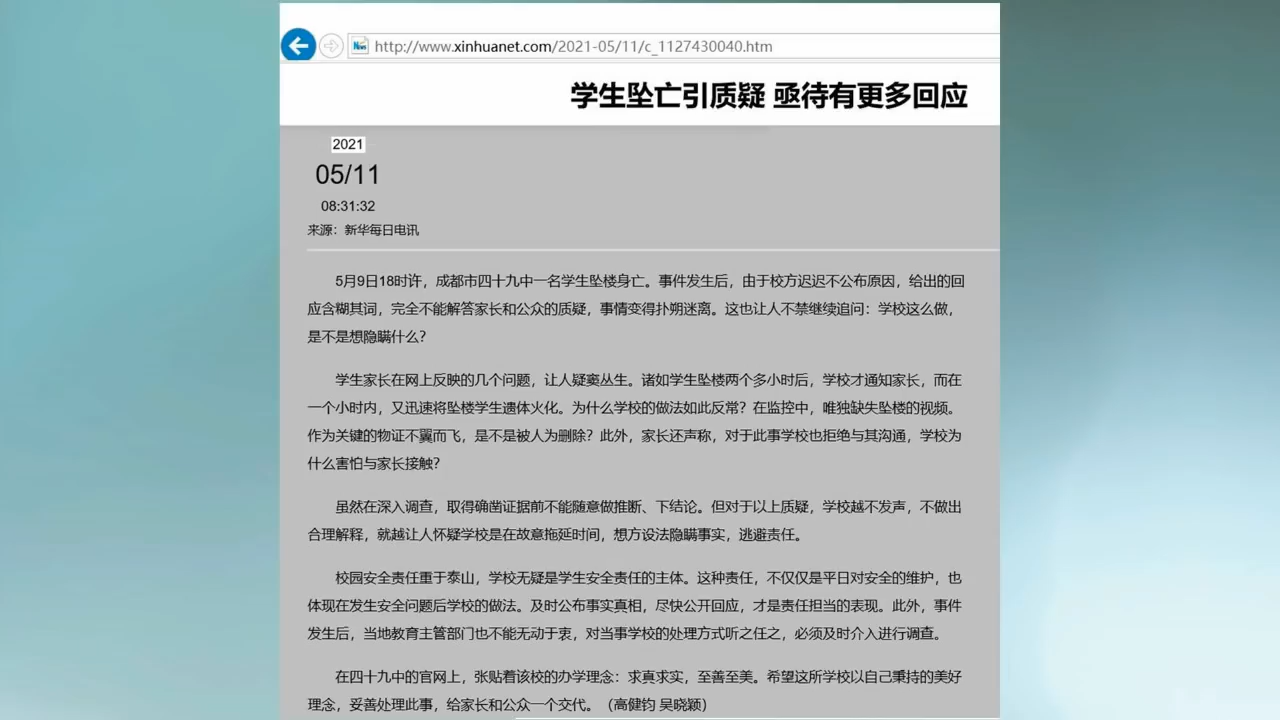 http://www.xinhuanet.com/2021-05/11/c_1127430040.htm
学生坠亡引质疑 亟待有更多回应
2021
05/11
08:31:32
来源：新华每日电讯
5月9日18时许，成都市四十九中一名学生坠楼身亡。事件发生后，由于校方迟迟不公布原因，给出的回
应含糊其词，完全不能解答家长和公众的质疑，事情变得扑朔迷离。这也让人不禁继续追问：学校这么做，
是不是想隐瞒什么？
学生家长在网上反映的几个问题，让人疑窦丛生。诸如学生坠楼两个多小时后，学校才通知家长，而在
一个小时内，又迅速将坠楼学生遗体火化。为什么学校的做法如此反常？在监控中，唯独缺失坠楼的视频。
作为关键的物证不翼而飞，是不是被人为删除？此外，家长还声称，对于此事学校也拒绝与其沟通，学校为
什么害怕与家长接触？
虽然在深入调查，取得确凿证据前不能随意做推断、下结论。但对于以上质疑，学校越不发声，不做出
合理解释，就越让人怀疑学校是在故意拖延时间，想方设法隐瞒事实，逃避责任。
校园安全责任重于泰山，学校无疑是学生安全责任的主体。这种责任，不仅仅是平日对安全的维护，也
体现在发生安全问题后学校的做法。及时公布事实真相，尽快公开回应，才是责任担当的表现。此外，事件
发生后，当地教育主管部门也不能无动于衷，对当事学校的处理方式听之任之，必须及时介入进行调查。
在四十九中的官网上，张贴着该校的办学理念：求真求实，至善至美。希望这所学校以自己秉持的美好
理念，妥善处理此事，给家长和公众一个交代。（高健钧 吴晓颖）